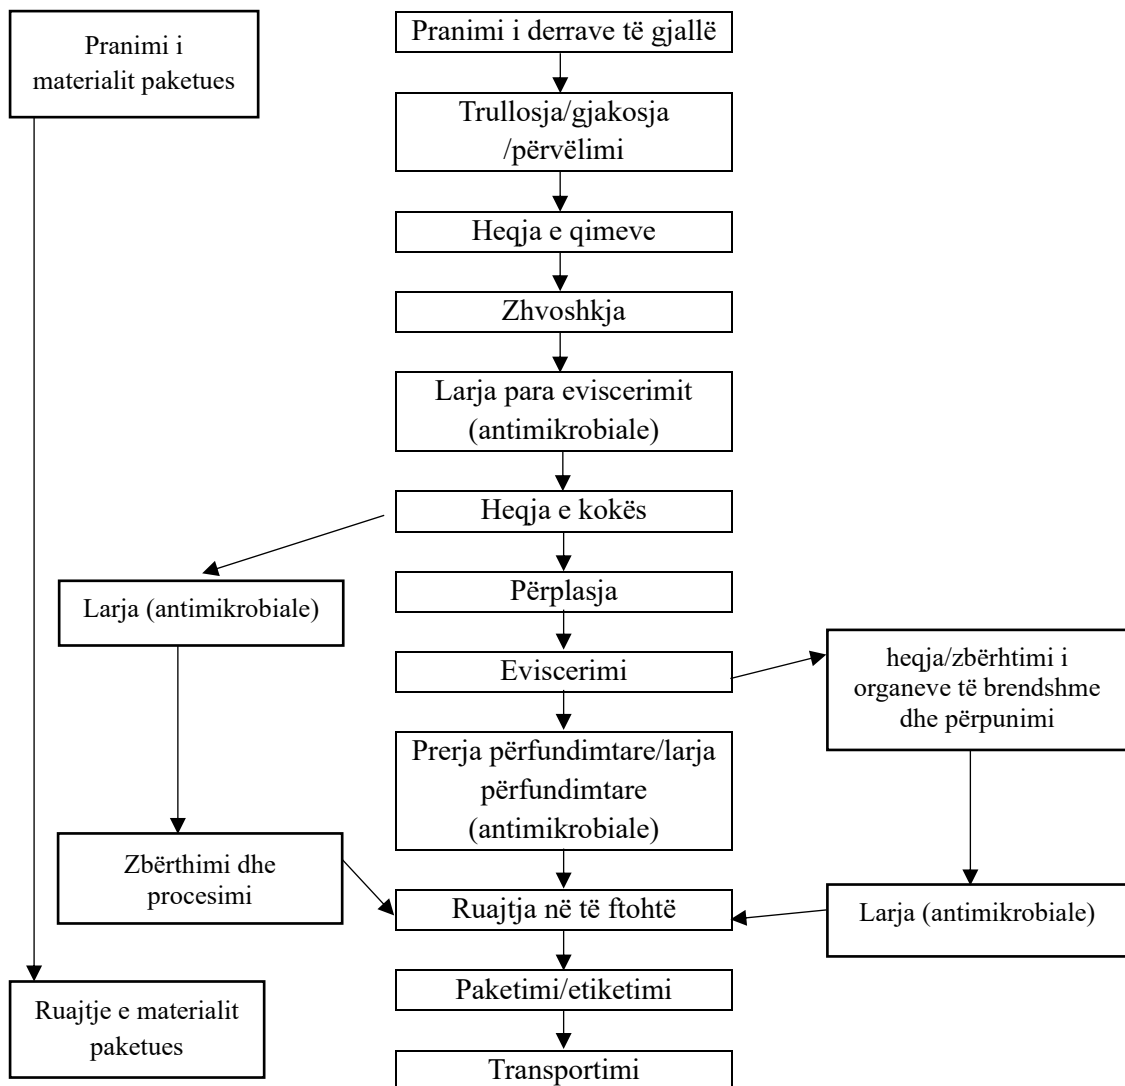 Pranimi i
materialit paketues
Pranimi i derrave të gjallë
Trullosja/gjakosja
/përvëlimi
Heqja e qimeve
Zhvoshkja
Larja para eviscerimit
(antimikrobiale)
Heqja e kokës
Përplasja
Larja (antimikrobiale)
Eviscerimi
heqja/zbërhtimi i
organeve të brendshme
dhe përpunimi
Prerja përfundimtare/larja
përfundimtare
(antimikrobiale)
Zbërthimi dhe
procesimi
Ruajtja në të ftohtë
Larja (antimikrobiale)
Paketimi/etiketimi
Ruajtje e materialit
paketues
Transportimi